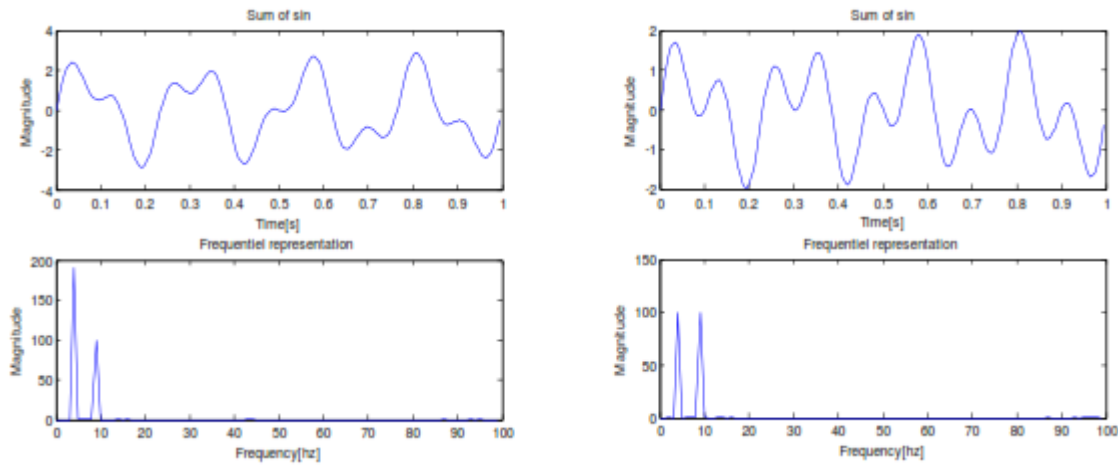 Sum of sin
4
2
0
-2
-4
Magnitude
0 0.1 0.2 0.3 0.4 0.5 0.6 0.7 0.8 0.9 1
Time[s]
Frequentiel representation
200
150
100
50
0
Magnitude
0 10 20 30 40 50 60 70 80 90 100
Frequency[hz]
Sum of sin
2
1
0
-1
-2
Magnitude
0 0.1 0.2 0.3 0.4 0.5 0.6 0.7 0.8 0.9 1
Time[s]
Frequentiel representation
150
100
50
0
Magnitude
0 10 20 30 40 50 60 70 80 90 100
Frequency[hz]